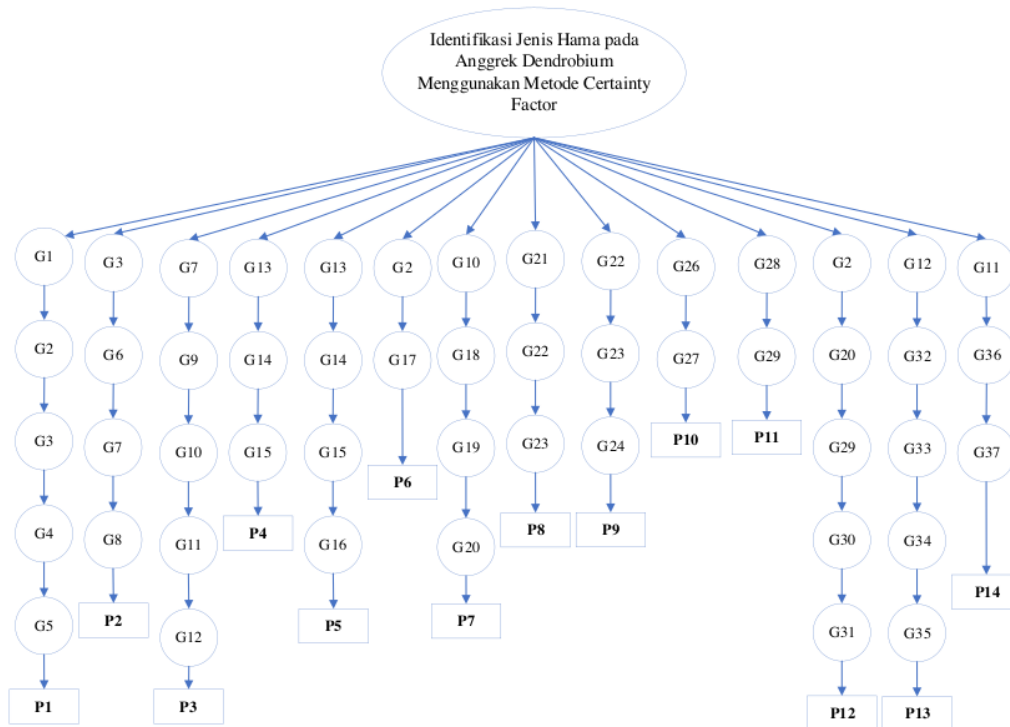 Identifikasi Jenis Hama pada
Anggrek Dendrobium
Menggunakan Metode Certainty
Factor
G1
G2
G3
G4
G5
P1
G3
G6
G7
G8
P2
G7
G9
G10
G11
G12
P3
G13
G14
G15
P4
G13
G14
G15
G16
P5
G2
G17
P6
G10
G18
G19
G20
P7
G21
G22
G23
P8
G22
G23
G24
P9
G26
G27
P10
G28
G29
P11
G2
G20
G29
G30
G31
P12
G12
G32
G33
G34
G35
P13
G11
G36
G37
P14